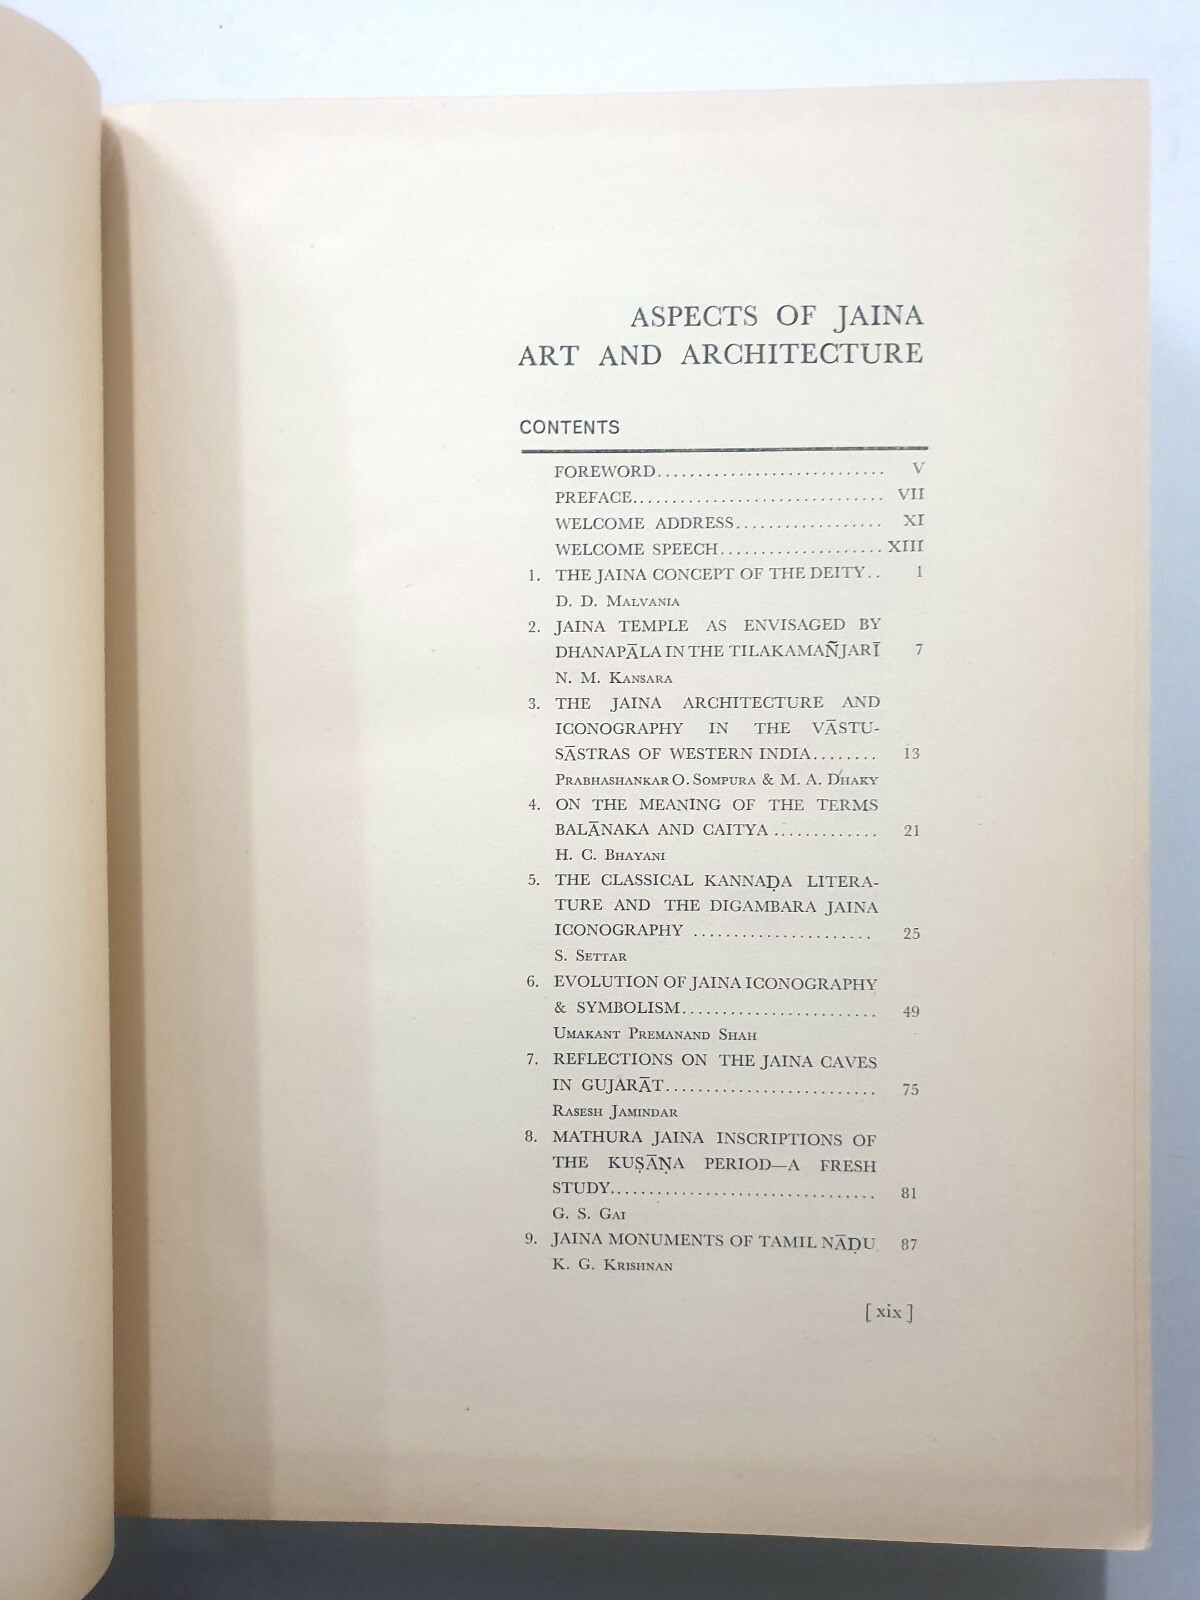 ASPECTS OF JAINA
ART AND ARCHITECTURE
CONTENTS
FOREWORD............................ V
PREFACE............................... VII
WELCOME ADDRESS.................. XI
WELCOME SPEECH.................... XIII
1. THE JAINA CONCEPT OF THE DEITY.. 1
D. D. MALVANIA
2. JAINA TEMPLE AS ENVISAGED BY
DHANAPĀLA IN THE TILAKAMAÑJARĪ 7
N. M. KANSARA
3. THE JAINA ARCHITECTURE AND
ICONOGRAPHY IN THE VĀSTU-
SĀSTRAS OF WESTERN INDIA........ 13
PRABHASHANKAR O. SOMPURA & M. A. DHAKY
4. ON THE MEANING OF THE TERMS
BALĀNAKA AND CAITYA ............. 21
H. C. BHAYANI
5. THE CLASSICAL KANNAḌA LITERA-
TURE AND THE DIGAMBARA JAINA
ICONOGRAPHY ...................... 25
S. SETTAR
6. EVOLUTION OF JAINA ICONOGRAPHY
& SYMBOLISM........................ 49
UMAKANT PREMANAND SHAH
7. REFLECTIONS ON THE JAINA CAVES
IN GUJARĀT.......................... 75
RASESH JAMINDAR
8. MATHURA JAINA INSCRIPTIONS OF
THE KUṢĀṆA PERIOD—A FRESH
STUDY................................. 81
G. S. GAI
9. JAINA MONUMENTS OF TAMIL NĀḌU 87
K. G. KRISHNAN
[ xix ]